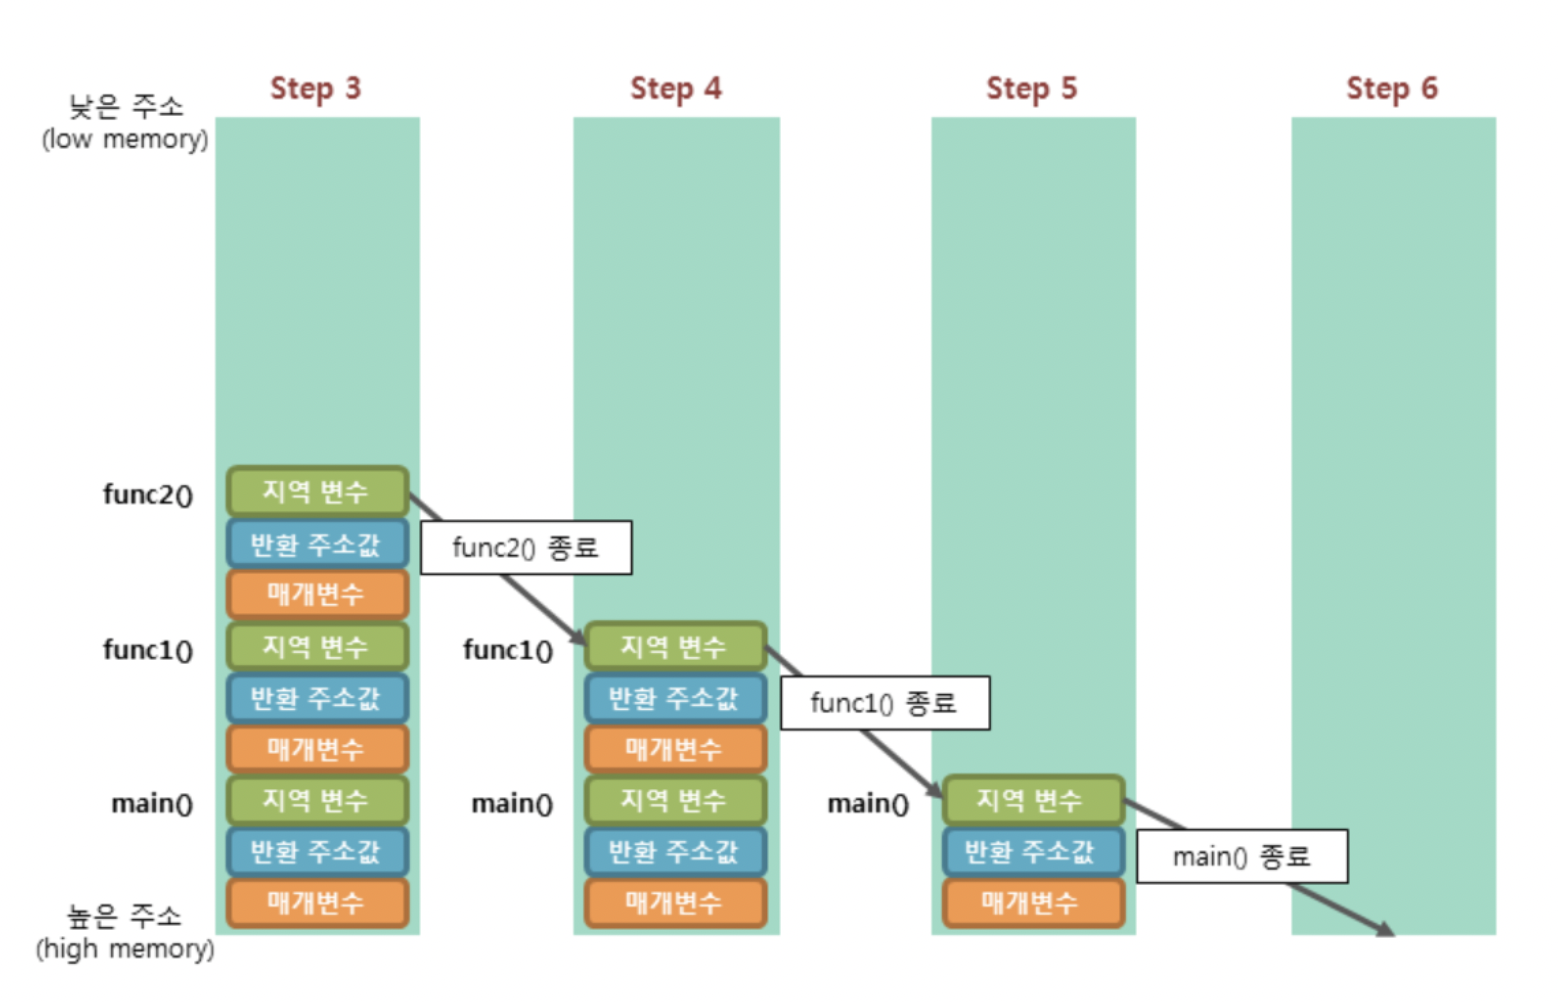 Step 3
Step 4
Step 5
Step 6
낮은 주소
(low memory)
func2()
지역 변수
반환 주소값
func2() 종료
매개변수
func1()
지역 변수
func1()
지역 변수
반환 주소값
반환 주소값
func1() 종료
매개변수
매개변수
main()
지역 변수
main()
지역 변수
main()
지역 변수
반환 주소값
반환 주소값
반환 주소값
main() 종료
매개변수
매개변수
매개변수
높은 주소
(high memory)